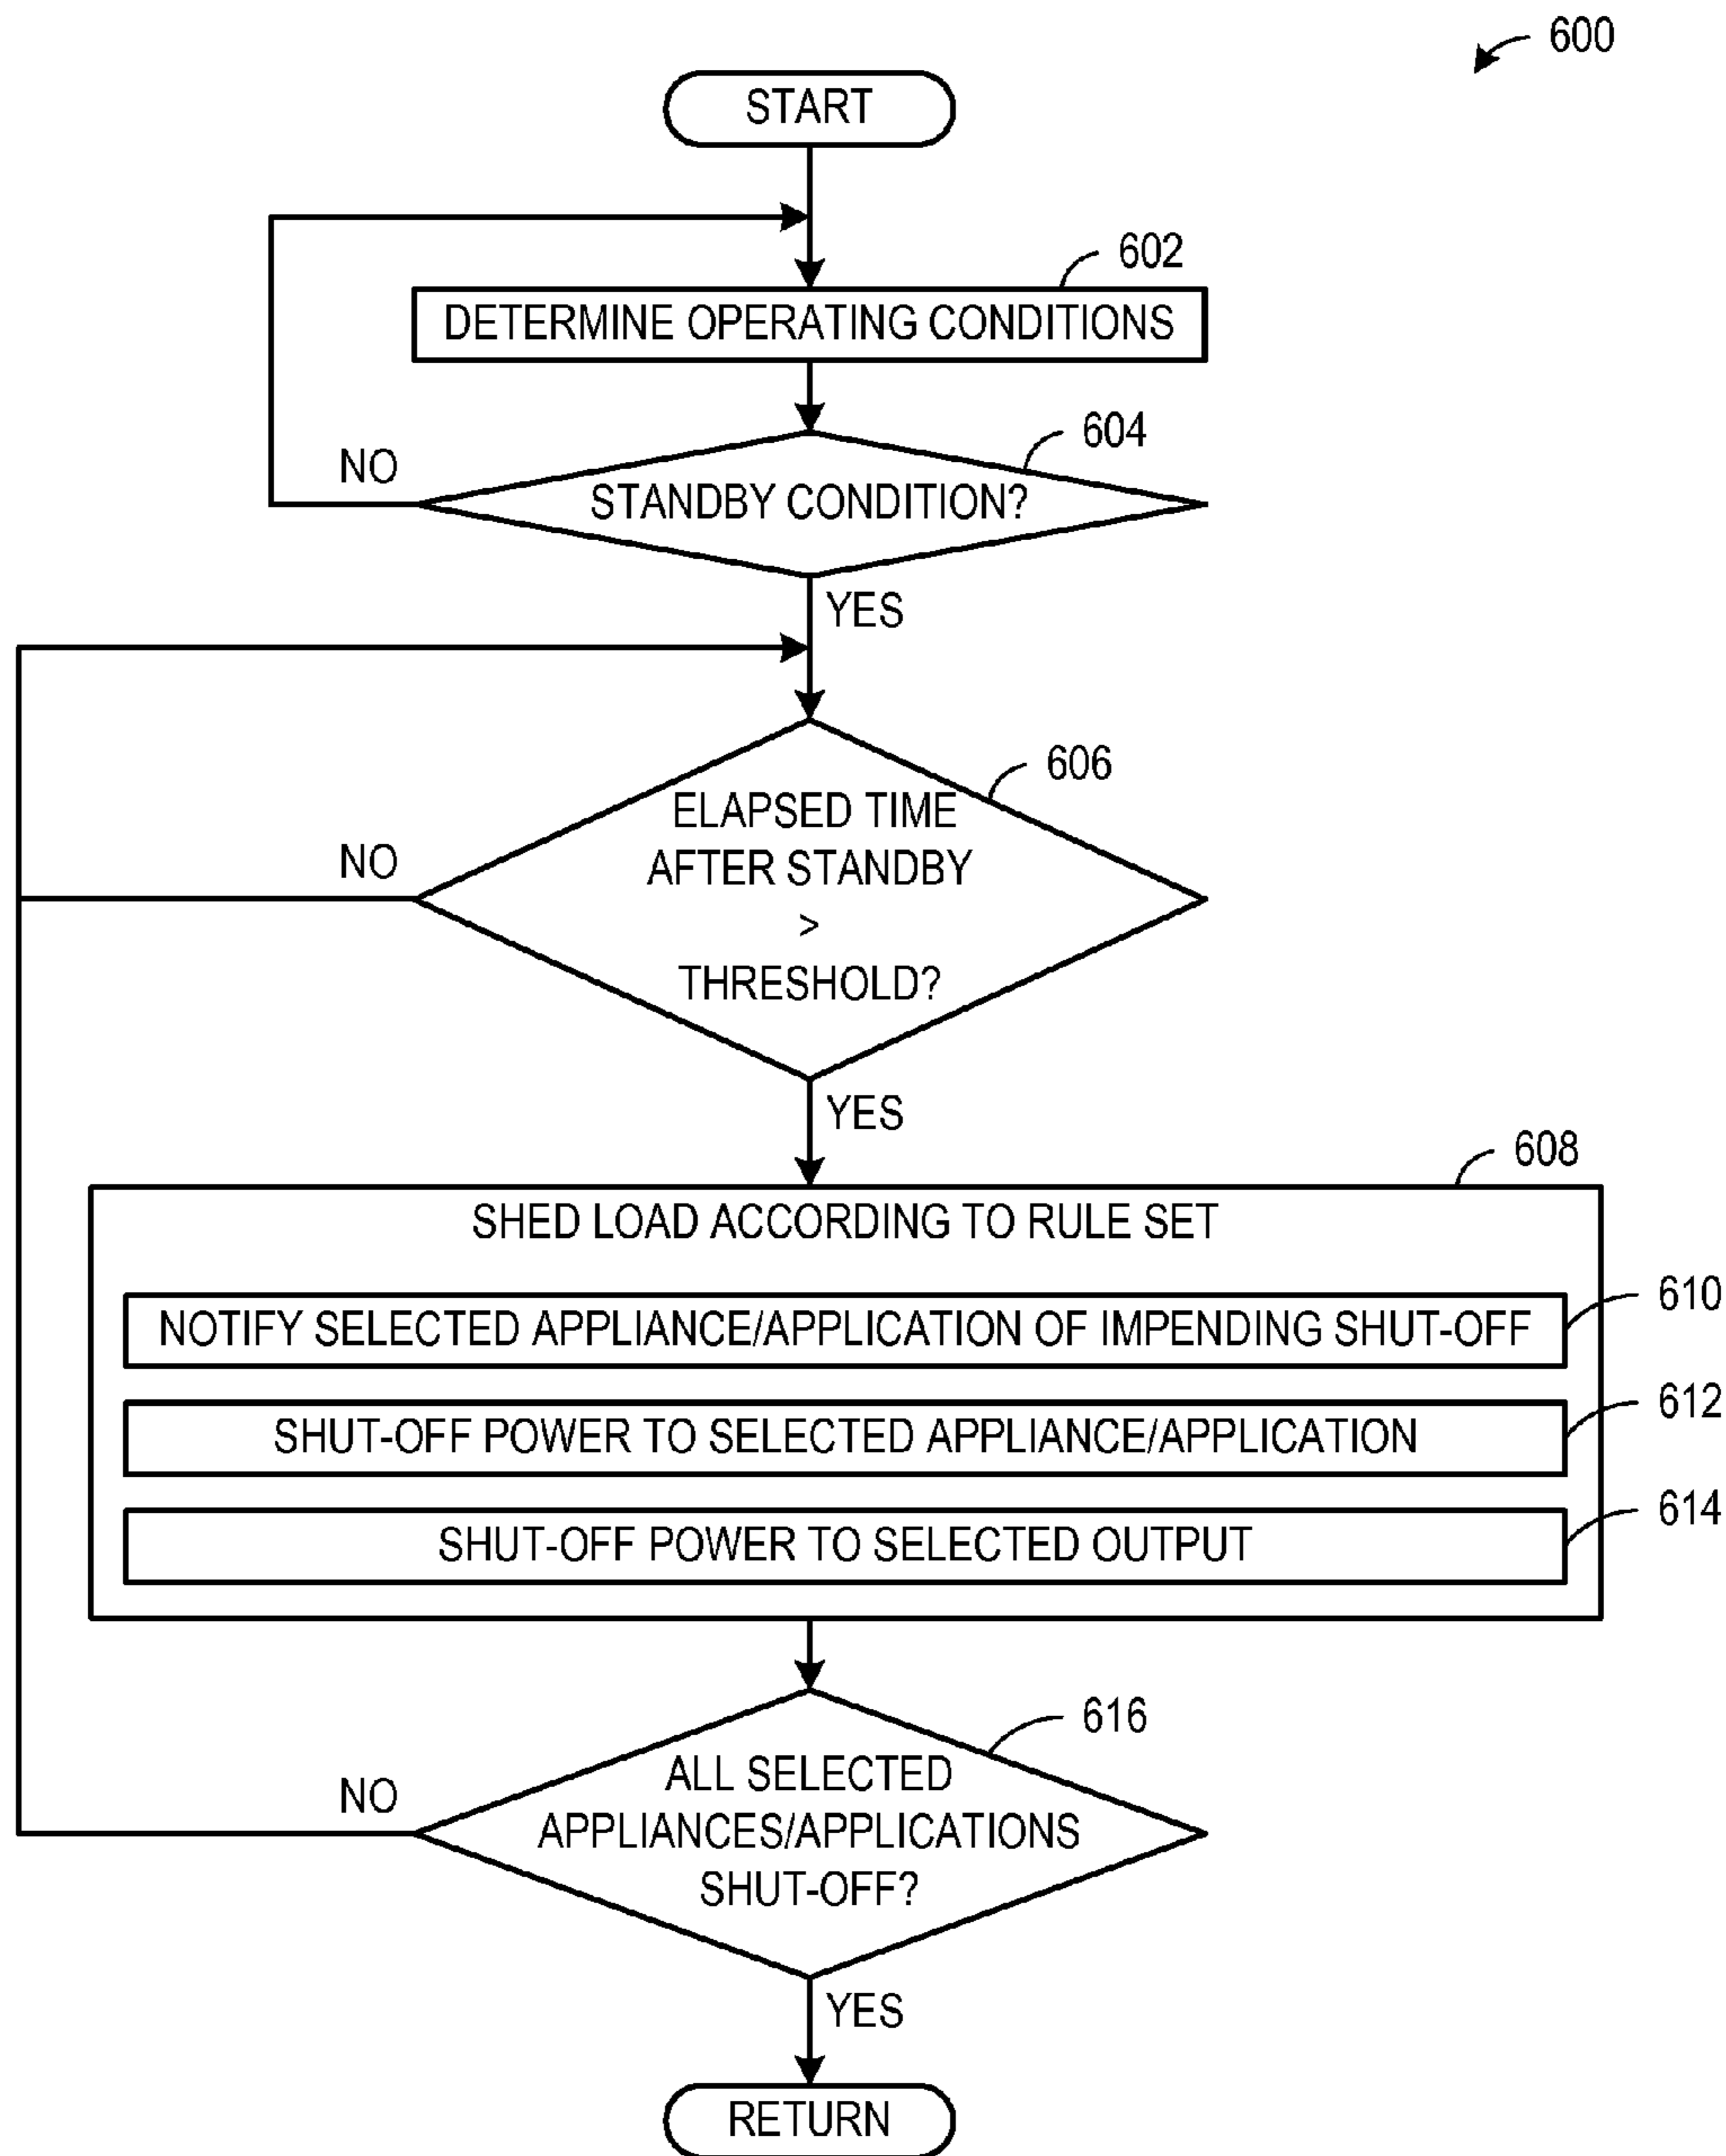 600
START
602
DETERMINE OPERATING CONDITIONS
604
NO
STANDBY CONDITION?
YES
606
ELAPSED TIME
AFTER STANDBY
>
THRESHOLD?
NO
YES
608
SHED LOAD ACCORDING TO RULE SET
610
NOTIFY SELECTED APPLIANCE/APPLICATION OF IMPENDING SHUT-OFF
612
SHUT-OFF POWER TO SELECTED APPLIANCE/APPLICATION
614
SHUT-OFF POWER TO SELECTED OUTPUT
616
ALL SELECTED
APPLIANCES/APPLICATIONS
SHUT-OFF?
NO
YES
RETURN